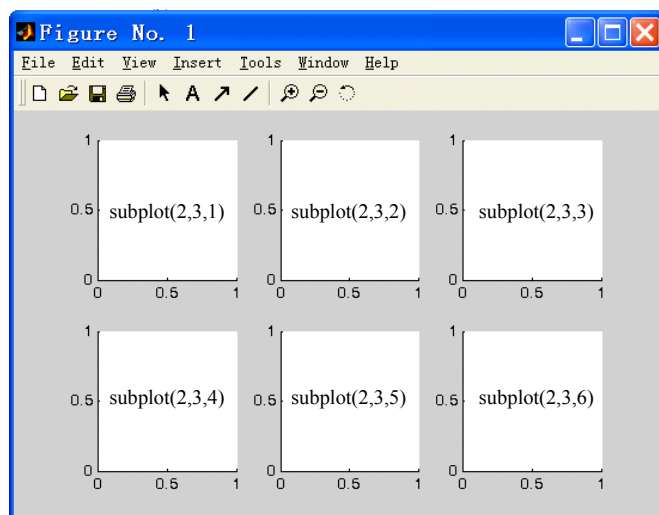 Figure No. 1
File Edit View Insert Tools Window Help
A
1 1 1
0.5 subplot(2,3,1) 0.5 subplot(2,3,2) 0.5 subplot(2,3,3)
0 0 0
0 0.5 1 0 0.5 1 0 0.5 1
1 1 1
0.5 subplot(2,3,4) 0.5 subplot(2,3,5) 0.5 subplot(2,3,6)
0 0 0
0 0.5 1 0 0.5 1 0 0.5 1